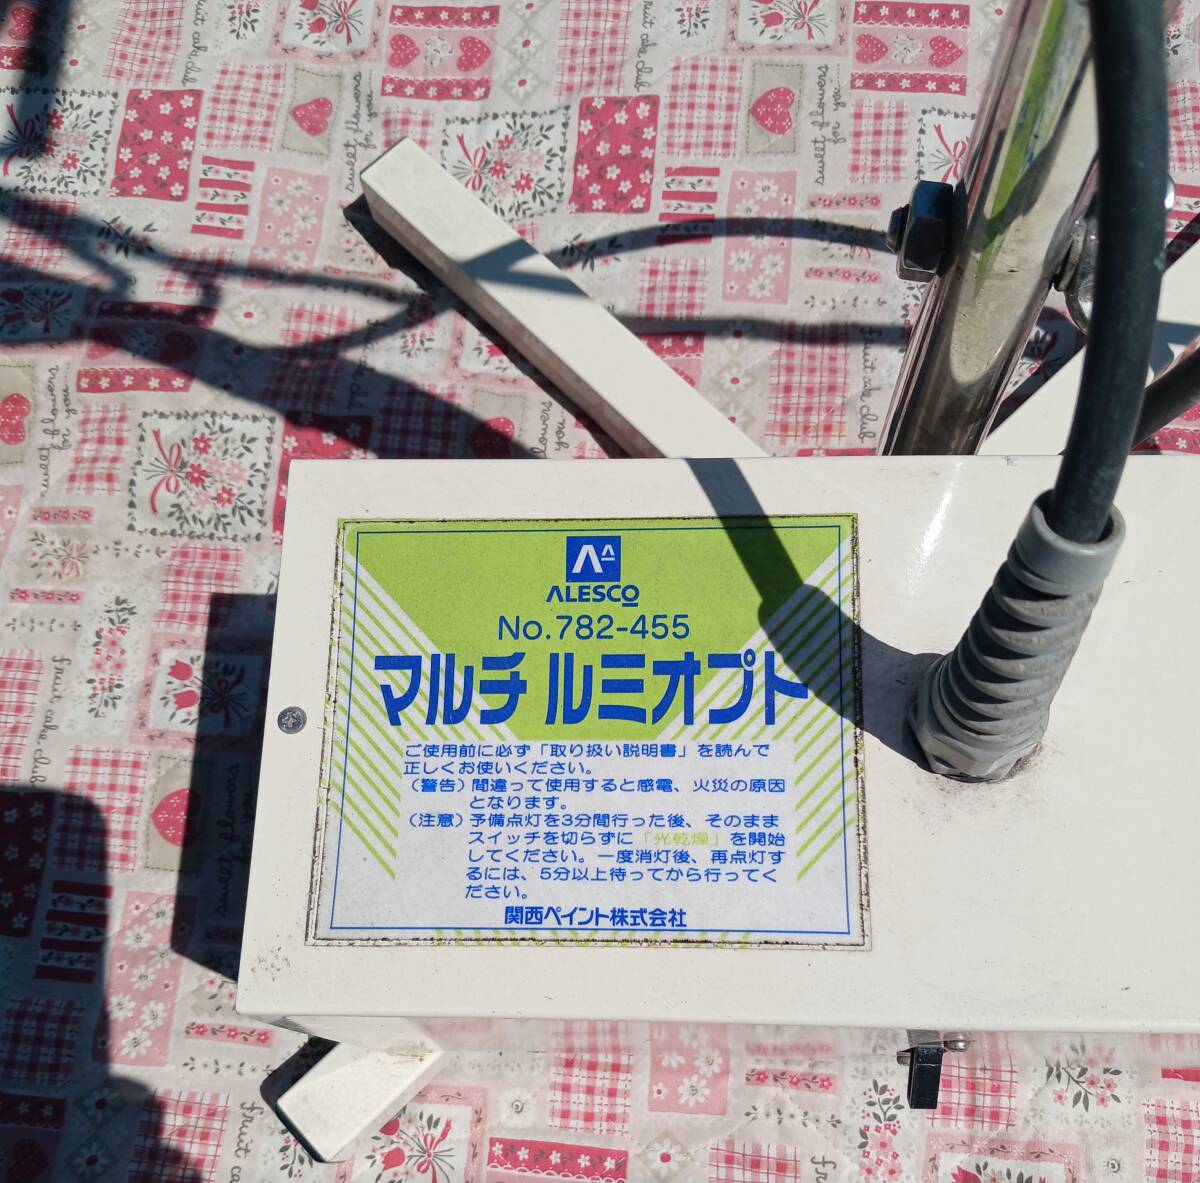 ALESCO
No.782-455
マルチ ルミオプト
ご使用前に必ず「取り扱い説明書」を読んで
正しくお使いください。
(警告) 間違って使用すると感電、火災の原因
となります。
(注意) 予備点灯を3分間行った後、そのまま
スイッチを切らずに「光乾燥」を開始
してください。一度消灯後、再点灯す
るには、5分以上待ってから行ってく
ださい。
関西ペイント株式会社
sweet flowers
for you
fruit cake club